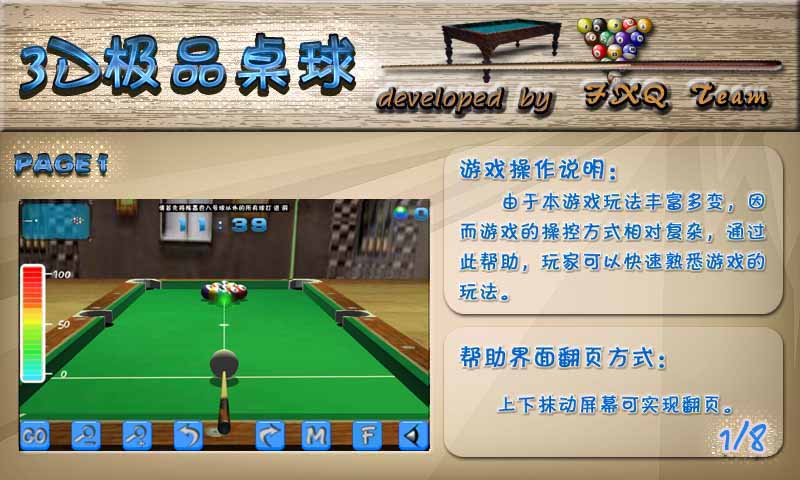 3D极品桌球
developed by FXQ Team
PAGE 1
11:39
100
50
0
GO
M
F
游戏操作说明：
由于本游戏玩法丰富多变，因
而游戏的操控方式相对复杂，通过
此帮助，玩家可以快速熟悉游戏的
玩法。
帮助界面翻页方式：
上下抹动屏幕可实现翻页。
1/8